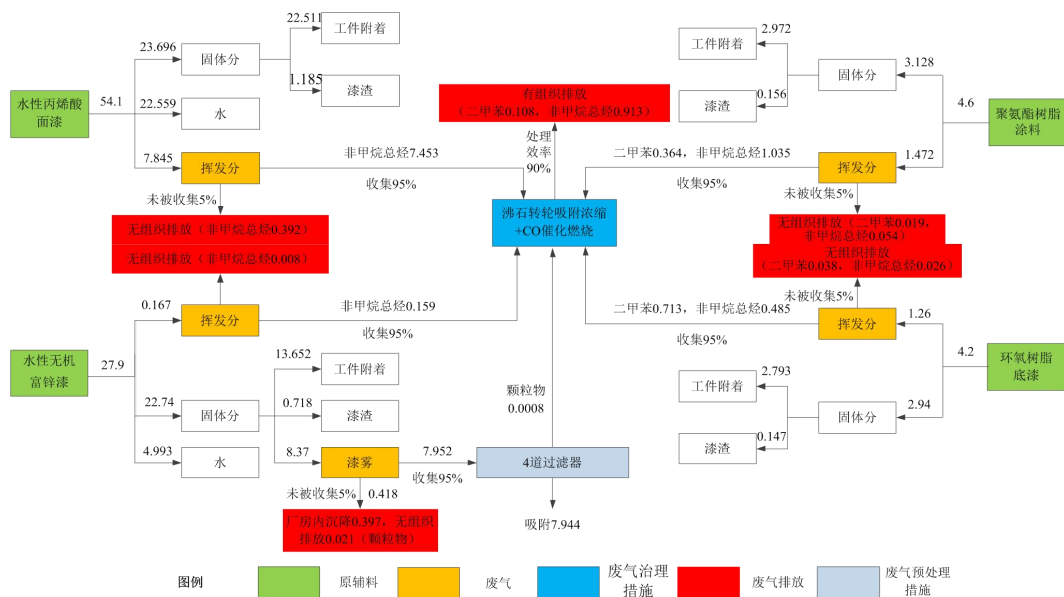 22.511
工件附着
23.696
固体分
1.185
漆渣
水性丙烯酸
面漆
54.1
22.559
水
7.845
挥发分
非甲烷总烃7.453
收集95%
未被收集5%
无组织排放（非甲烷总烃0.392）
无组织排放（非甲烷总烃0.008）
有组织排放
（二甲苯0.108，非甲烷总烃0.913）
处理
效率
90%
沸石转轮吸附浓缩
+CO催化燃烧
2.972
工件附着
3.128
固体分
0.156
漆渣
4.6
聚氨酯树脂
涂料
1.472
挥发分
二甲苯0.364，非甲烷总烃1.035
收集95%
未被收集5%
无组织排放（二甲苯0.019，
非甲烷总烃0.054）
无组织排放
（二甲苯0.038，非甲烷总烃0.026）
未被收集5%
二甲苯0.713，非甲烷总烃0.485
收集95%
挥发分
1.26
4.2
环氧树脂
底漆
2.793
工件附着
固体分
2.94
0.147
漆渣
0.167
挥发分
非甲烷总烃0.159
收集95%
水性无机
富锌漆
27.9
13.652
工件附着
22.74
固体分
0.718
漆渣
4.993
水
8.37
漆雾
7.952
收集95%
4道过滤器
颗粒物
0.0008
吸附7.944
未被收集5%
0.418
厂房内沉降0.397，无组织
排放0.021（颗粒物）
图例
原辅料
废气
废气治理
措施
废气排放
废气预处理
措施